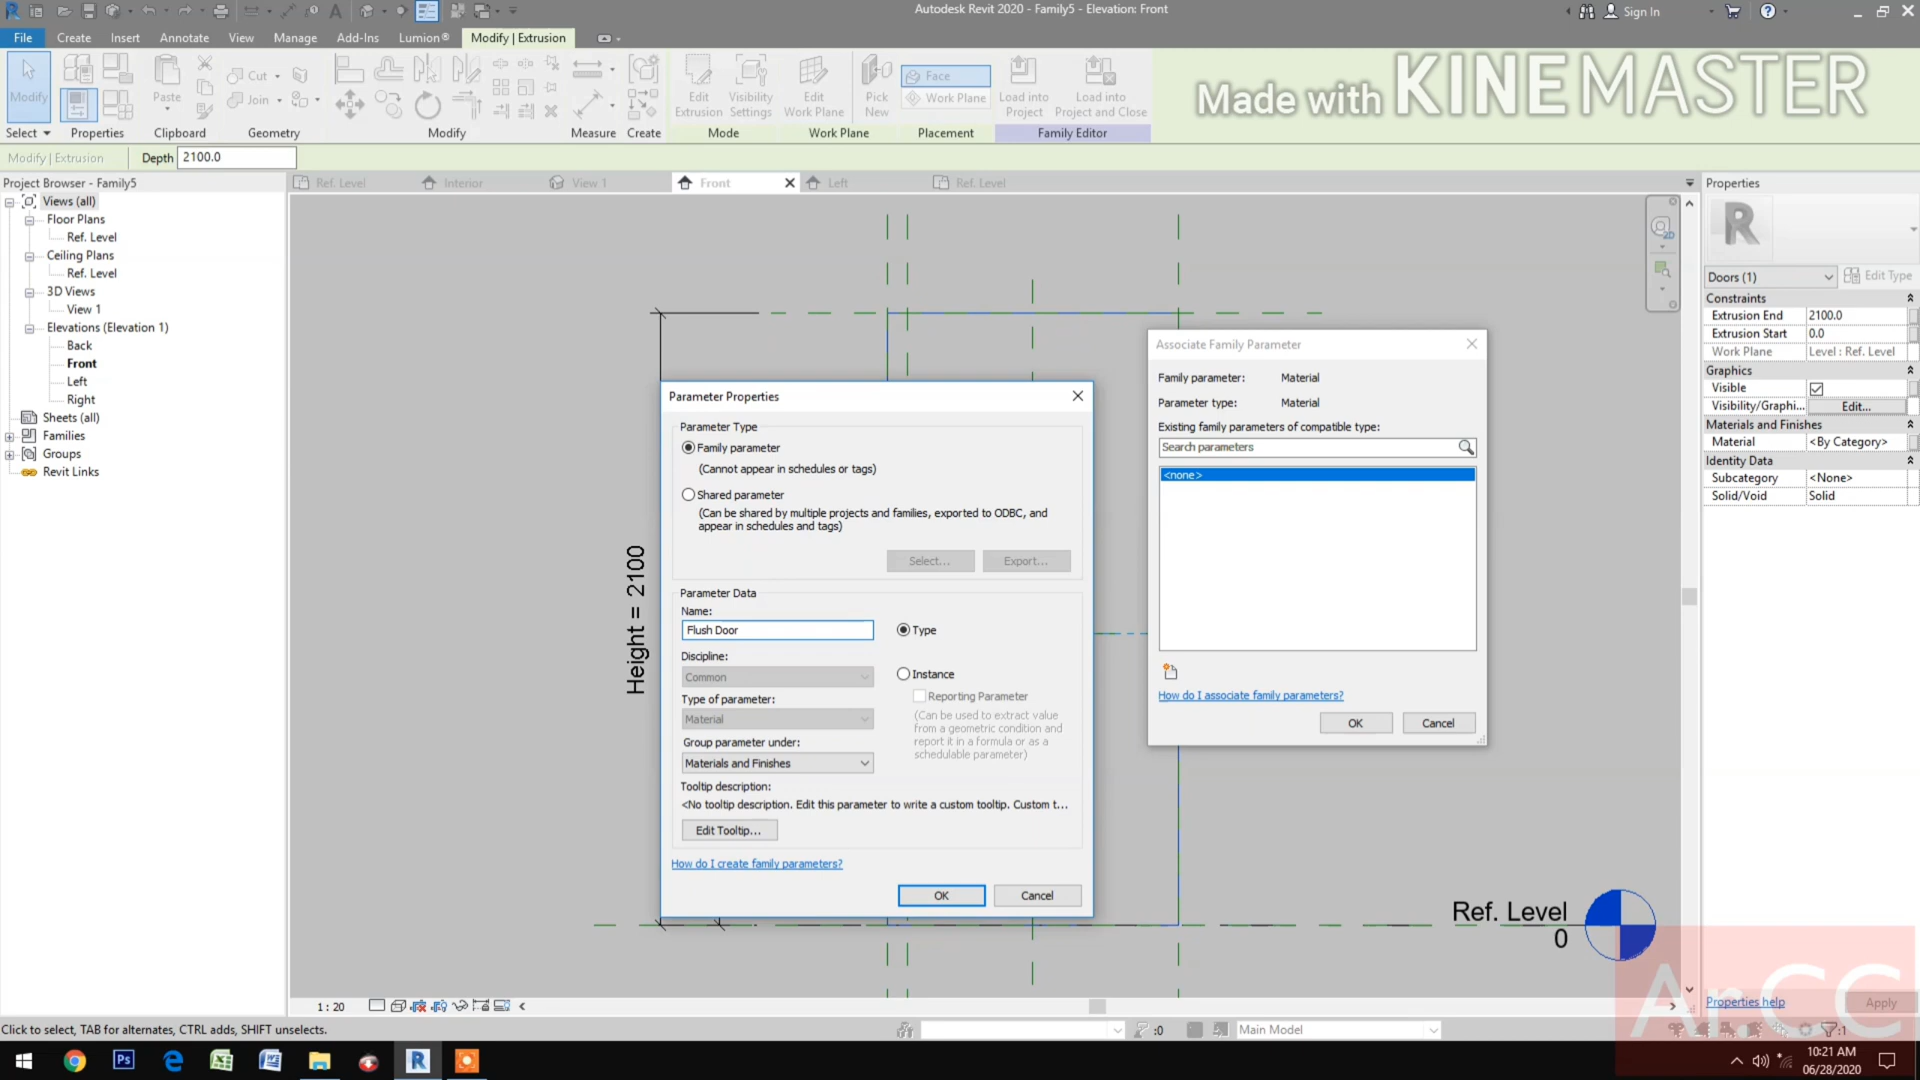 Autodesk Revit 2020 - Family5 - Elevation: Front
Sign In
File Create Insert Annotate View Manage Add-Ins Lumion® Modify | Extrusion
Modify
Paste
Cut
Join
Edit Extrusion
Visibility Settings
Edit Work Plane
Pick New
Face
Work Plane
Load into Project
Load into Project and Close
Select Properties Clipboard Geometry Modify Measure Create Mode Work Plane Placement Family Editor
Made with KINEMASTER
Modify | Extrusion Depth 2100.0
Project Browser - Family5
Views (all)
Floor Plans
Ref. Level
Ceiling Plans
Ref. Level
3D Views
View 1
Elevations (Elevation 1)
Back
Front
Left
Right
Sheets (all)
Families
Groups
Revit Links
Ref. Level Interior View 1 Front Left Ref. Level
Height = 2100
Parameter Properties
Parameter Type
Family parameter
(Cannot appear in schedules or tags)
Shared parameter
(Can be shared by multiple projects and families, exported to ODBC, and
appear in schedules and tags)
Select... Export...
Parameter Data
Name:
Flush Door
Type
Discipline:
Common
Instance
Reporting Parameter
(Can be used to extract value
from a geometric condition and
report it in a formula or as a
schedulable parameter)
Type of parameter:
Material
Group parameter under:
Materials and Finishes
Tooltip description:
<No tooltip description. Edit this parameter to write a custom tooltip. Custom t...
Edit Tooltip...
How do I create family parameters?
OK Cancel
Associate Family Parameter
Family parameter: Material
Parameter type: Material
Existing family parameters of compatible type:
Search parameters
<none>
How do I associate family parameters?
OK Cancel
Ref. Level
0
Properties
R
Doors (1) Edit Type
Constraints
Extrusion End 2100.0
Extrusion Start 0.0
Work Plane Level : Ref. Level
Graphics
Visible
Visibility/Graphi... Edit...
Materials and Finishes
Material <By Category>
Identity Data
Subcategory <None>
Solid/Void Solid
Properties help Apply
ArCC
1 : 20
Click to select, TAB for alternates, CTRL adds, SHIFT unselects.
:0
Main Model
:1
10:21 AM
06/28/2020